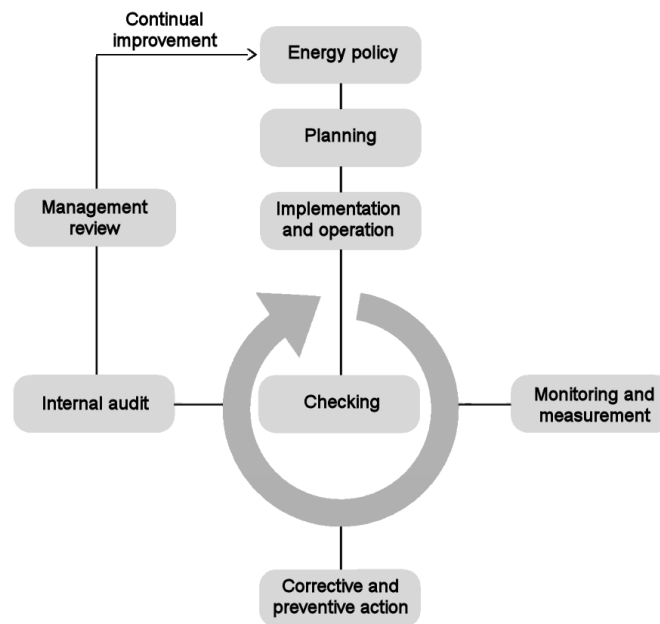 Continual
improvement
Energy policy
Planning
Management
review
Implementation
and operation
Internal audit
Checking
Monitoring and
measurement
Corrective and
preventive action